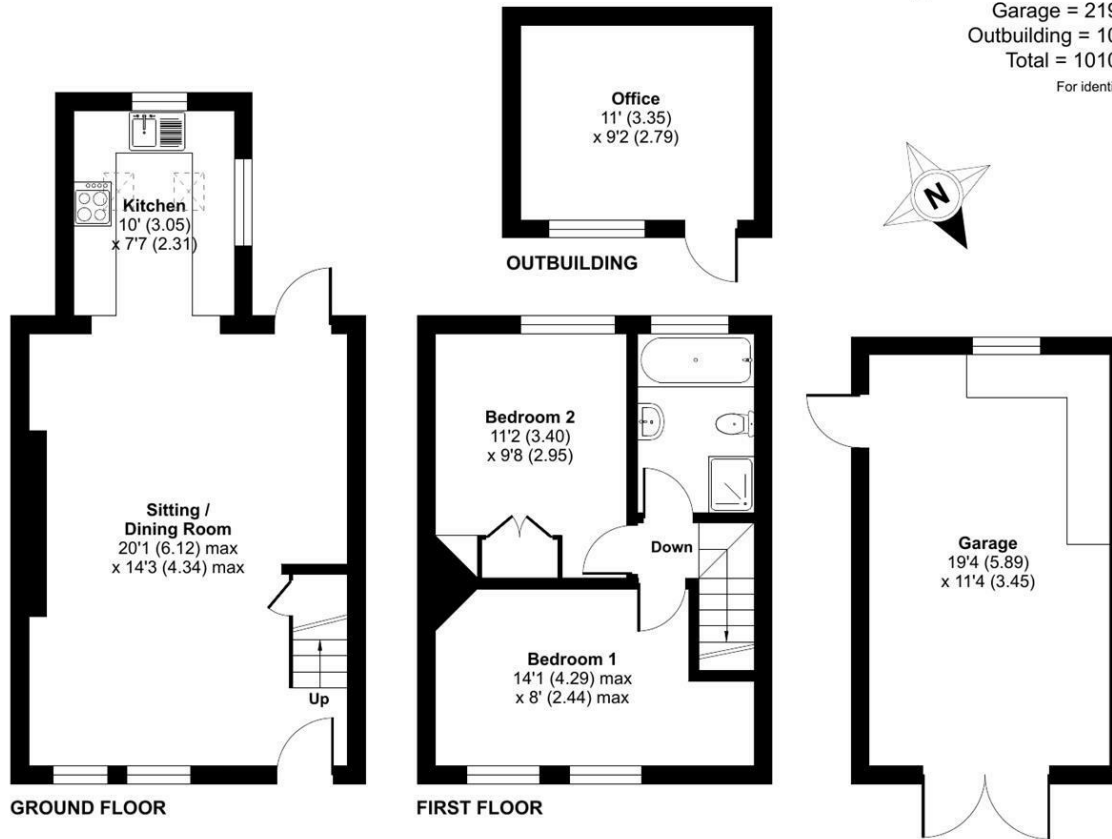 Garage = 219
Outbuilding = 10
Total = 1010
For identi
Office
11' (3.35)
x 9'2 (2.79)
OUTBUILDING
N
Kitchen
10' (3.05)
x 7'7 (2.31)
Sitting /
Dining Room
20'1 (6.12) max
x 14'3 (4.34) max
Up
GROUND FLOOR
Bedroom 2
11'2 (3.40)
x 9'8 (2.95)
Down
Bedroom 1
14'1 (4.29) max
x 8' (2.44) max
FIRST FLOOR
Garage
19'4 (5.89)
x 11'4 (3.45)